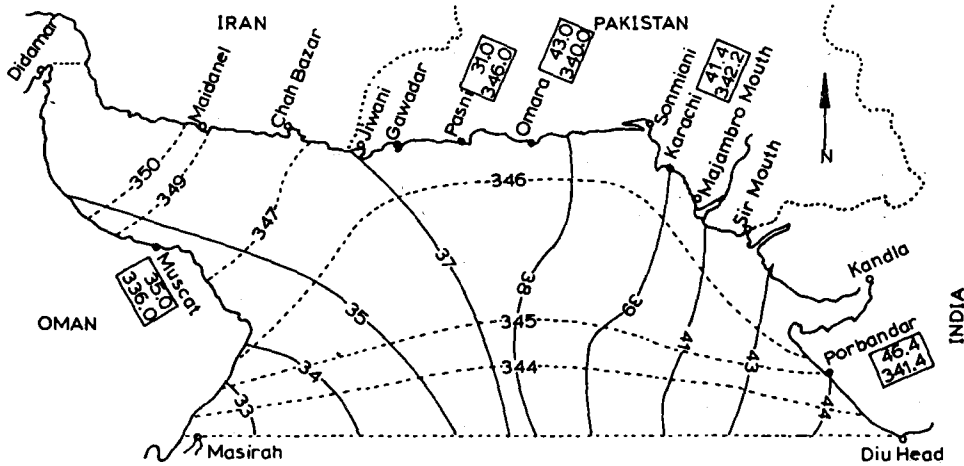 IRAN
PAKISTAN
Didamar
Maidanel
Chah Bazar
Jiwani
Gawadar
Pasni
31.0
346.0
Omara
43.0
340.0
Sonmiani
Karachi
41.4
342.2
Majambro Mouth
Sir Mouth
N
350
349
347
346
37
38
39
41
43
44
345
344
35
34
33
Muscat
35.0
336.0
OMAN
Kandla
INDIA
Porbandar
46.4
341.4
Masirah
Diu Head